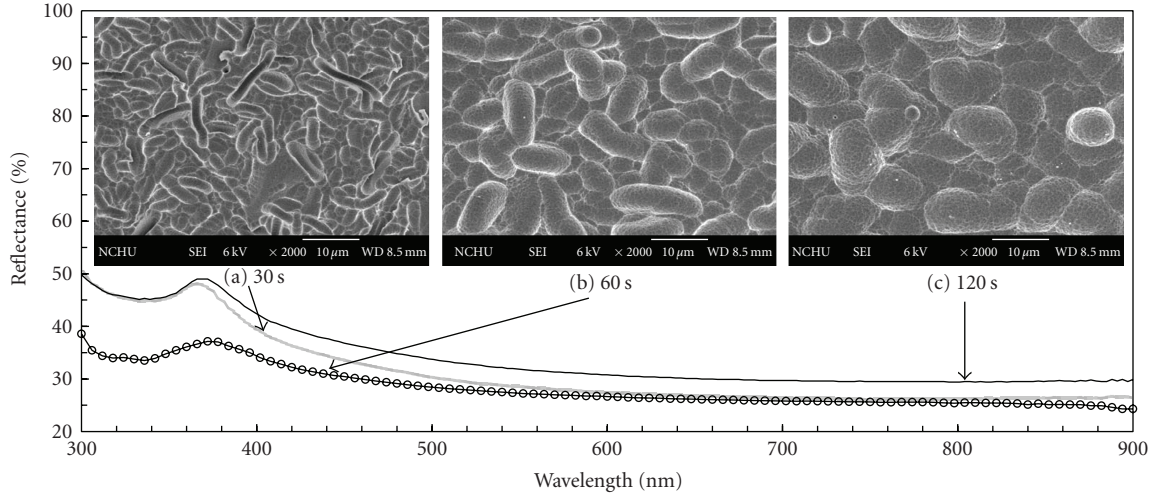 100
90
80
70
60
50
40
30
20
Reflectance (%)
NCHU SEI 6 kV × 2000 10 μm WD 8.5 mm
NCHU SEI 6 kV × 2000 10 μm WD 8.5 mm
NCHU SEI 6 kV × 2000 10 μm WD 8.5 mm
(a) 30 s
(b) 60 s
(c) 120 s
300 400 500 600 700 800 900
Wavelength (nm)